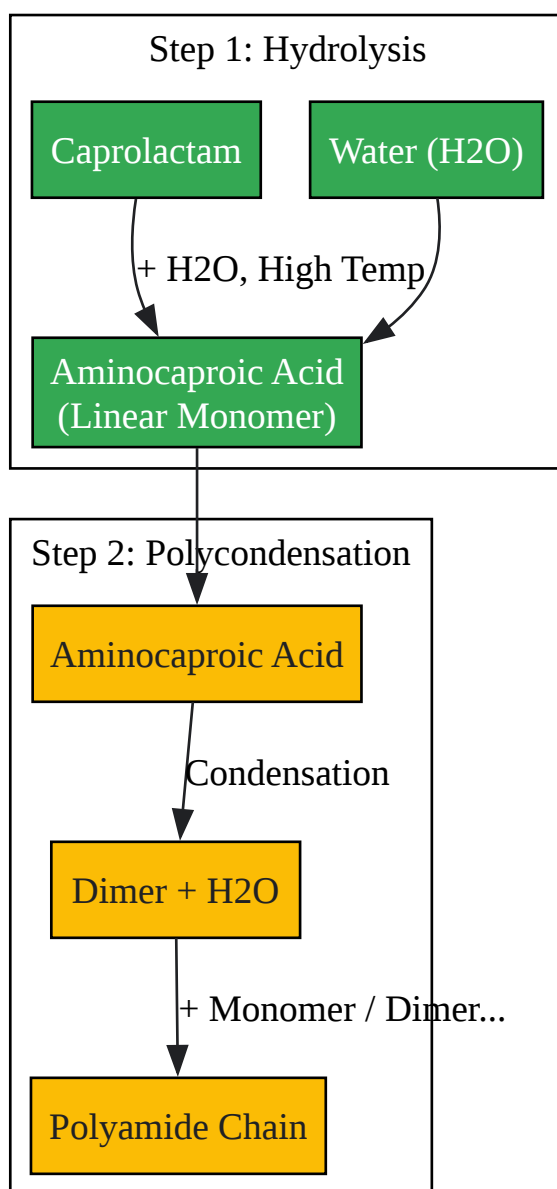 Step 1: Hydrolysis
Caprolactam
Water (H2O)
+ H2O, High Temp
Aminocaproic Acid
(Linear Monomer)
Step 2: Polycondensation
Aminocaproic Acid
Condensation
Dimer + H2O
+ Monomer / Dimer...
Polyamide Chain